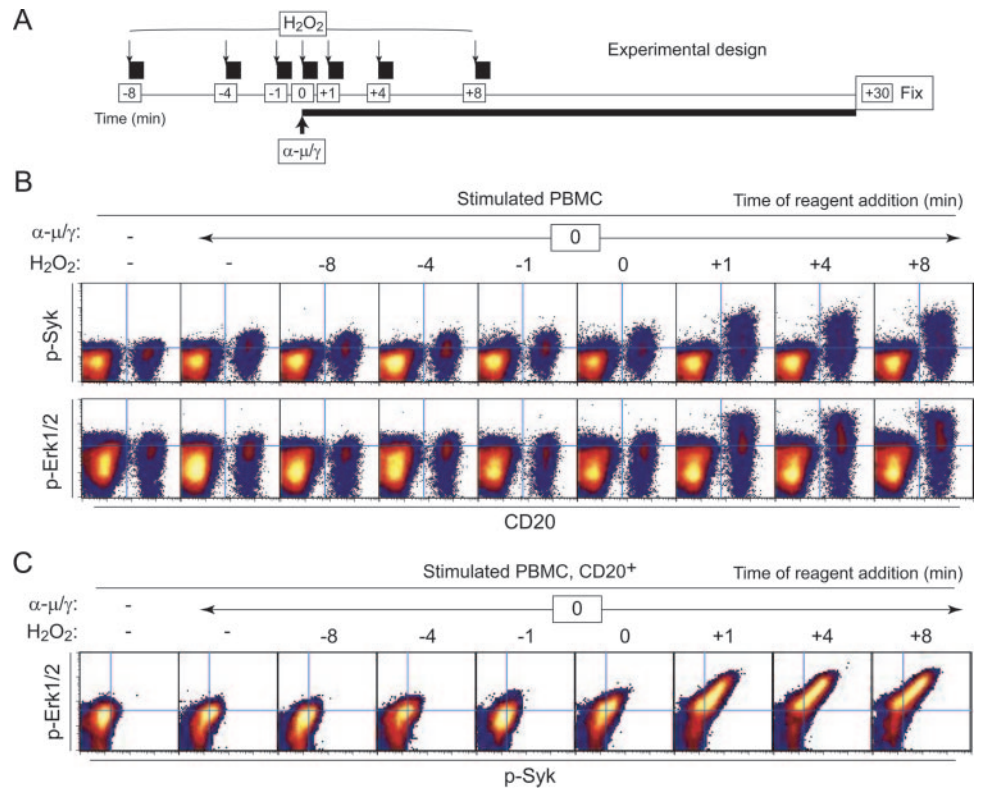 A
H₂O₂
Experimental design
-8 -4 -1 0 +1 +4 +8 +30 Fix
Time (min)
α-μ/γ
B
Stimulated PBMC Time of reagent addition (min)
α-μ/γ: - 0
H₂O₂: - - -8 -4 -1 0 +1 +4 +8
p-Syk
p-Erk1/2
CD20
C
Stimulated PBMC, CD20⁺ Time of reagent addition (min)
α-μ/γ: - 0
H₂O₂: - - -8 -4 -1 0 +1 +4 +8
p-Erk1/2
p-Syk